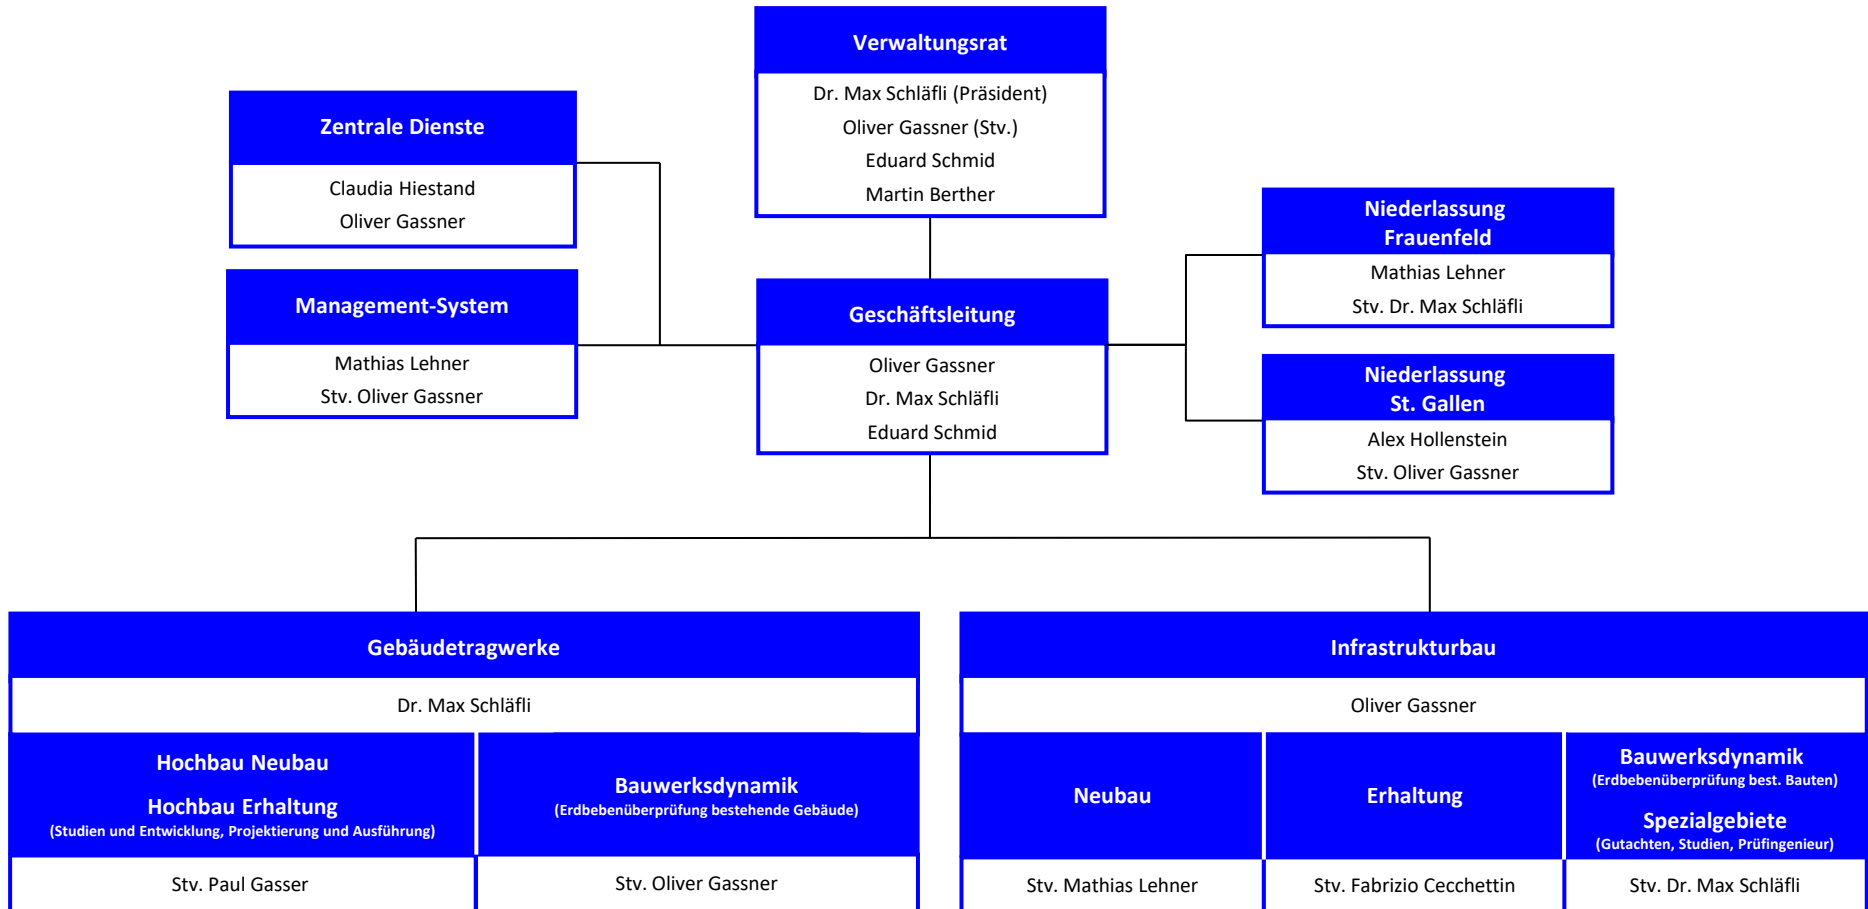 Verwaltungsrat
Dr. Max Schläfli (Präsident)
Oliver Gassner (Stv.)
Eduard Schmid
Martin Berther
Zentrale Dienste
Claudia Hiestand
Oliver Gassner
Management-System
Mathias Lehner
Stv. Oliver Gassner
Geschäftsleitung
Oliver Gassner
Dr. Max Schläfli
Eduard Schmid
Niederlassung
Frauenfeld
Mathias Lehner
Stv. Dr. Max Schläfli
Niederlassung
St. Gallen
Alex Hollenstein
Stv. Oliver Gassner
Gebäudetragwerke
Dr. Max Schläfli
Hochbau Neubau
Hochbau Erhaltung
(Studien und Entwicklung, Projektierung und Ausführung)
Stv. Paul Gasser
Bauwerksdynamik
(Erdbebenüberprüfung bestehende Gebäude)
Stv. Oliver Gassner
Infrastrukturbau
Oliver Gassner
Neubau
Stv. Mathias Lehner
Erhaltung
Stv. Fabrizio Cecchettin
Bauwerksdynamik
(Erdbebenüberprüfung best. Bauten)
Spezialgebiete
(Gutachten, Studien, Prüfingenieur)
Stv. Dr. Max Schläfli